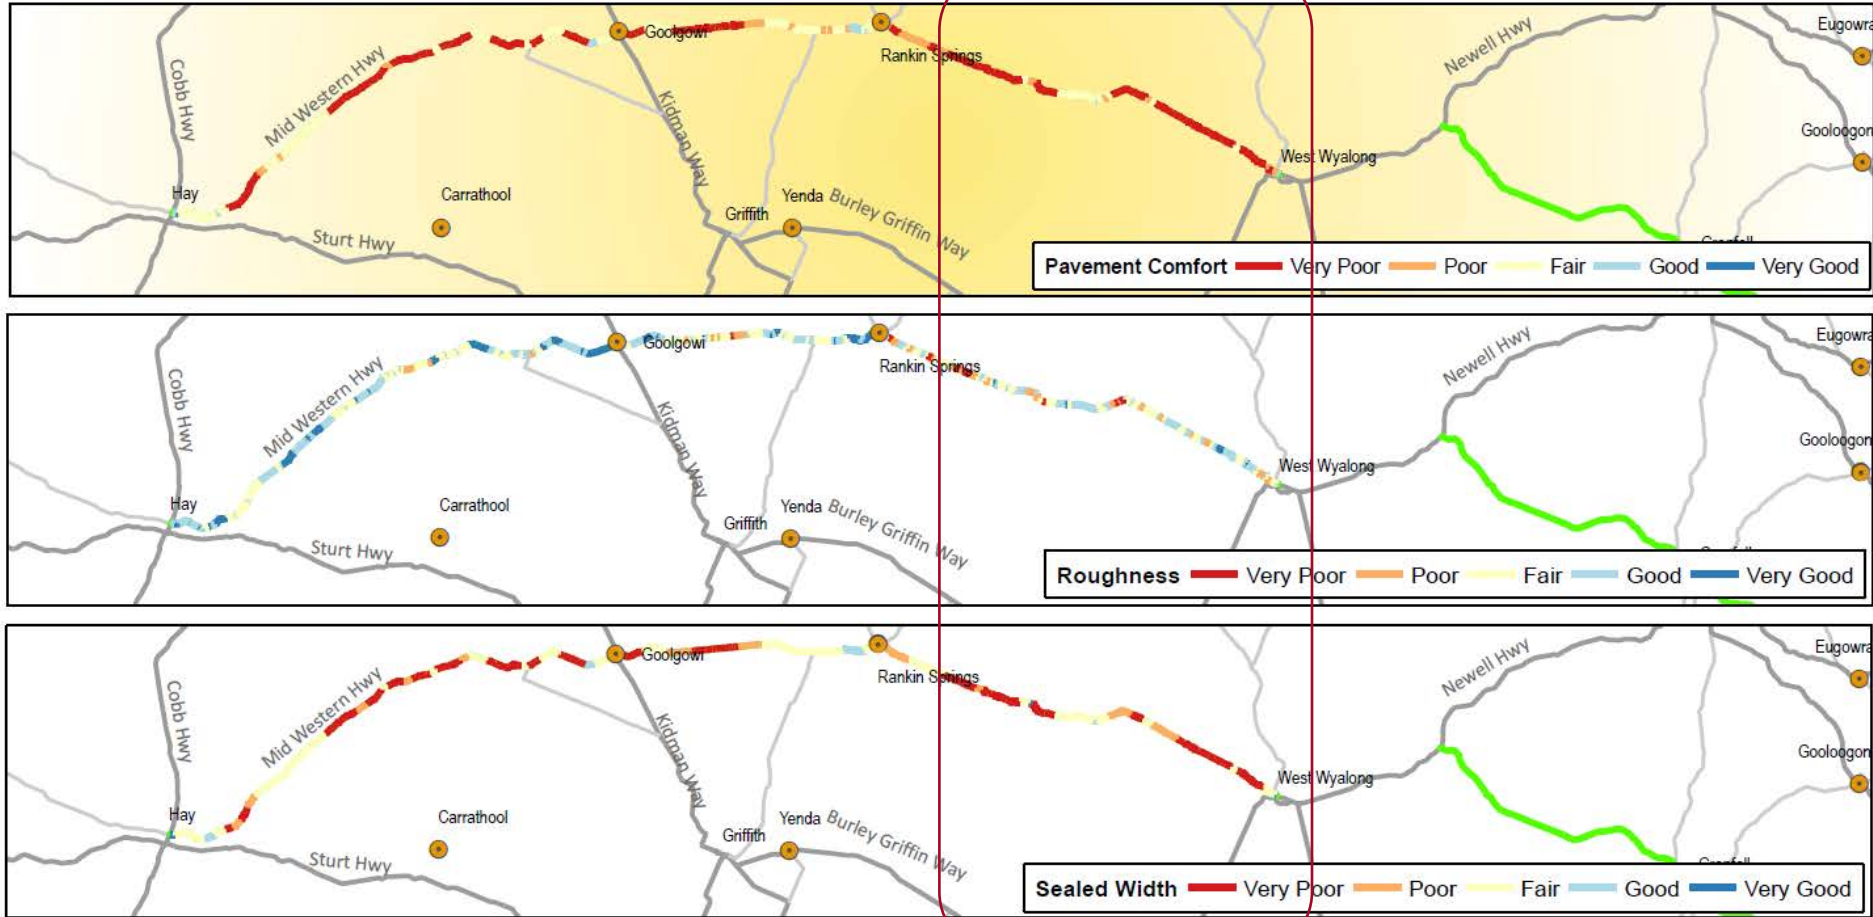 Newell Hwy
Eugowra
Goolgowi
Rankin Springs
Cobb Hwy
Mid Western Hwy
Kidman Way
Gooloogon
West Wyalong
Hay
Carrathool
Yenda
Griffith
Burley Griffin Way
Sturt Hwy
Pavement Comfort Very Poor Poor Fair Good Very Good
Newell Hwy
Eugowra
Goolgowi
Rankin Springs
Cobb Hwy
Mid Western Hwy
Kidman Way
Gooloogon
West Wyalong
Hay
Carrathool
Yenda
Griffith
Burley Griffin Way
Sturt Hwy
Roughness Very Poor Poor Fair Good Very Good
Newell Hwy
Eugowra
Goolgowi
Rankin Springs
Cobb Hwy
Mid Western Hwy
Kidman Way
Gooloogon
West Wyalong
Hay
Carrathool
Yenda
Griffith
Burley Griffin Way
Sturt Hwy
Sealed Width Very Poor Poor Fair Good Very Good